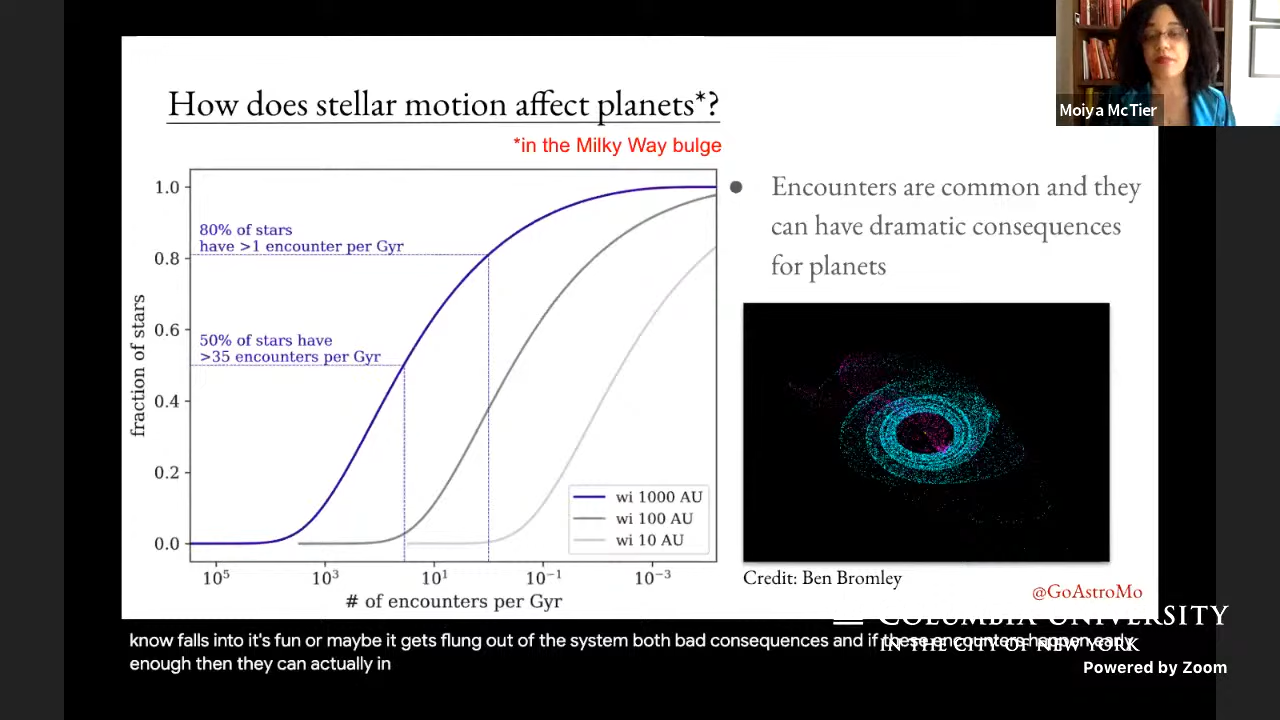 Moiya McTier
How does stellar motion affect planets*?
*in the Milky Way bulge
80% of stars
have >1 encounter per Gyr
50% of stars have
>35 encounters per Gyr
fraction of stars
1.0
0.8
0.6
0.4
0.2
0.0
wi 1000 AU
wi 100 AU
wi 10 AU
10⁵ 10³ 10¹ 10⁻¹ 10⁻³
# of encounters per Gyr
Encounters are common and they
can have dramatic consequences
for planets
Credit: Ben Bromley
@GoAstroMo
COLUMBIA UNIVERSITY
IN THE CITY OF NEW YORK
know falls into it's fun or maybe it gets flung out of the system both bad consequences and if these encounters happen early
enough then they can actually in
Powered by Zoom